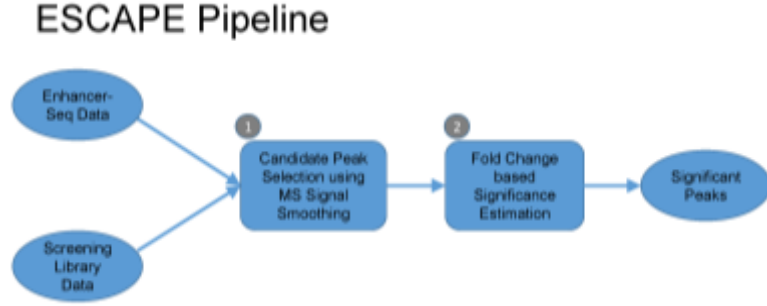 ESCAPE Pipeline
Enhancer-
Seq Data
1
Candidate Peak
Selection using
MS Signal
Smoothing
2
Fold Change
based
Significance
Estimation
Significant
Peaks
Screening
Library
Data